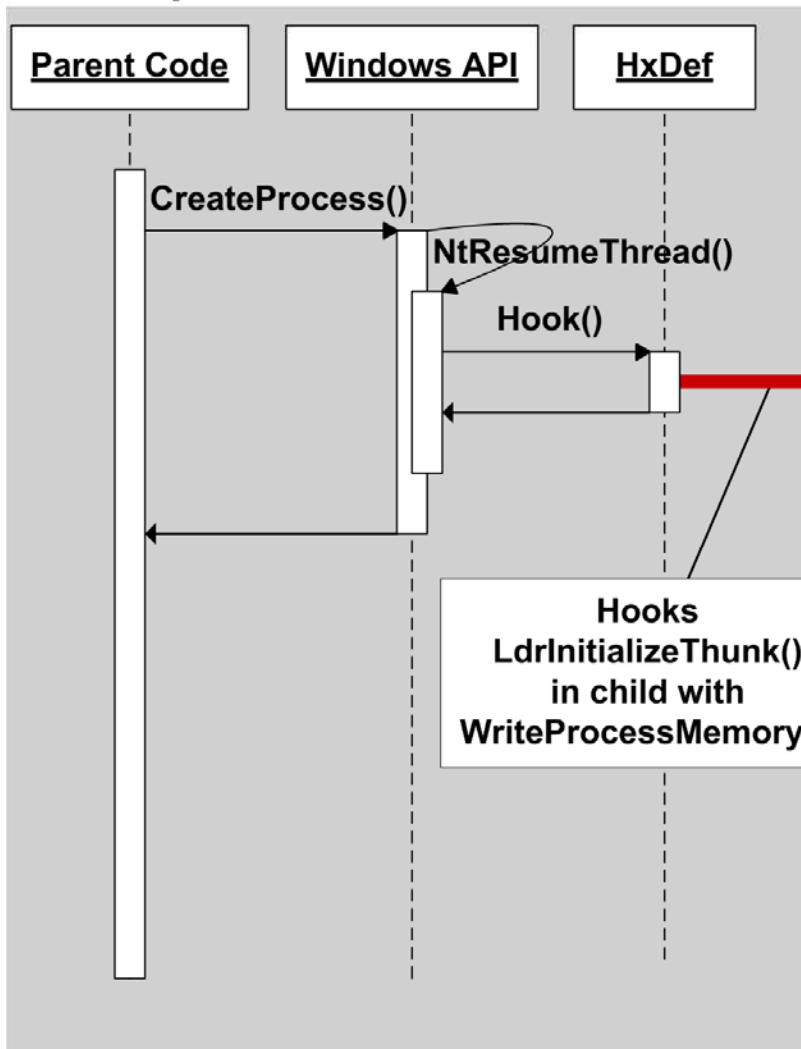 Parent Code
Windows API
HxDef
CreateProcess()
NtResumeThread()
Hook()
Hooks
LdrInitializeThunk()
in child with
WriteProcessMemory